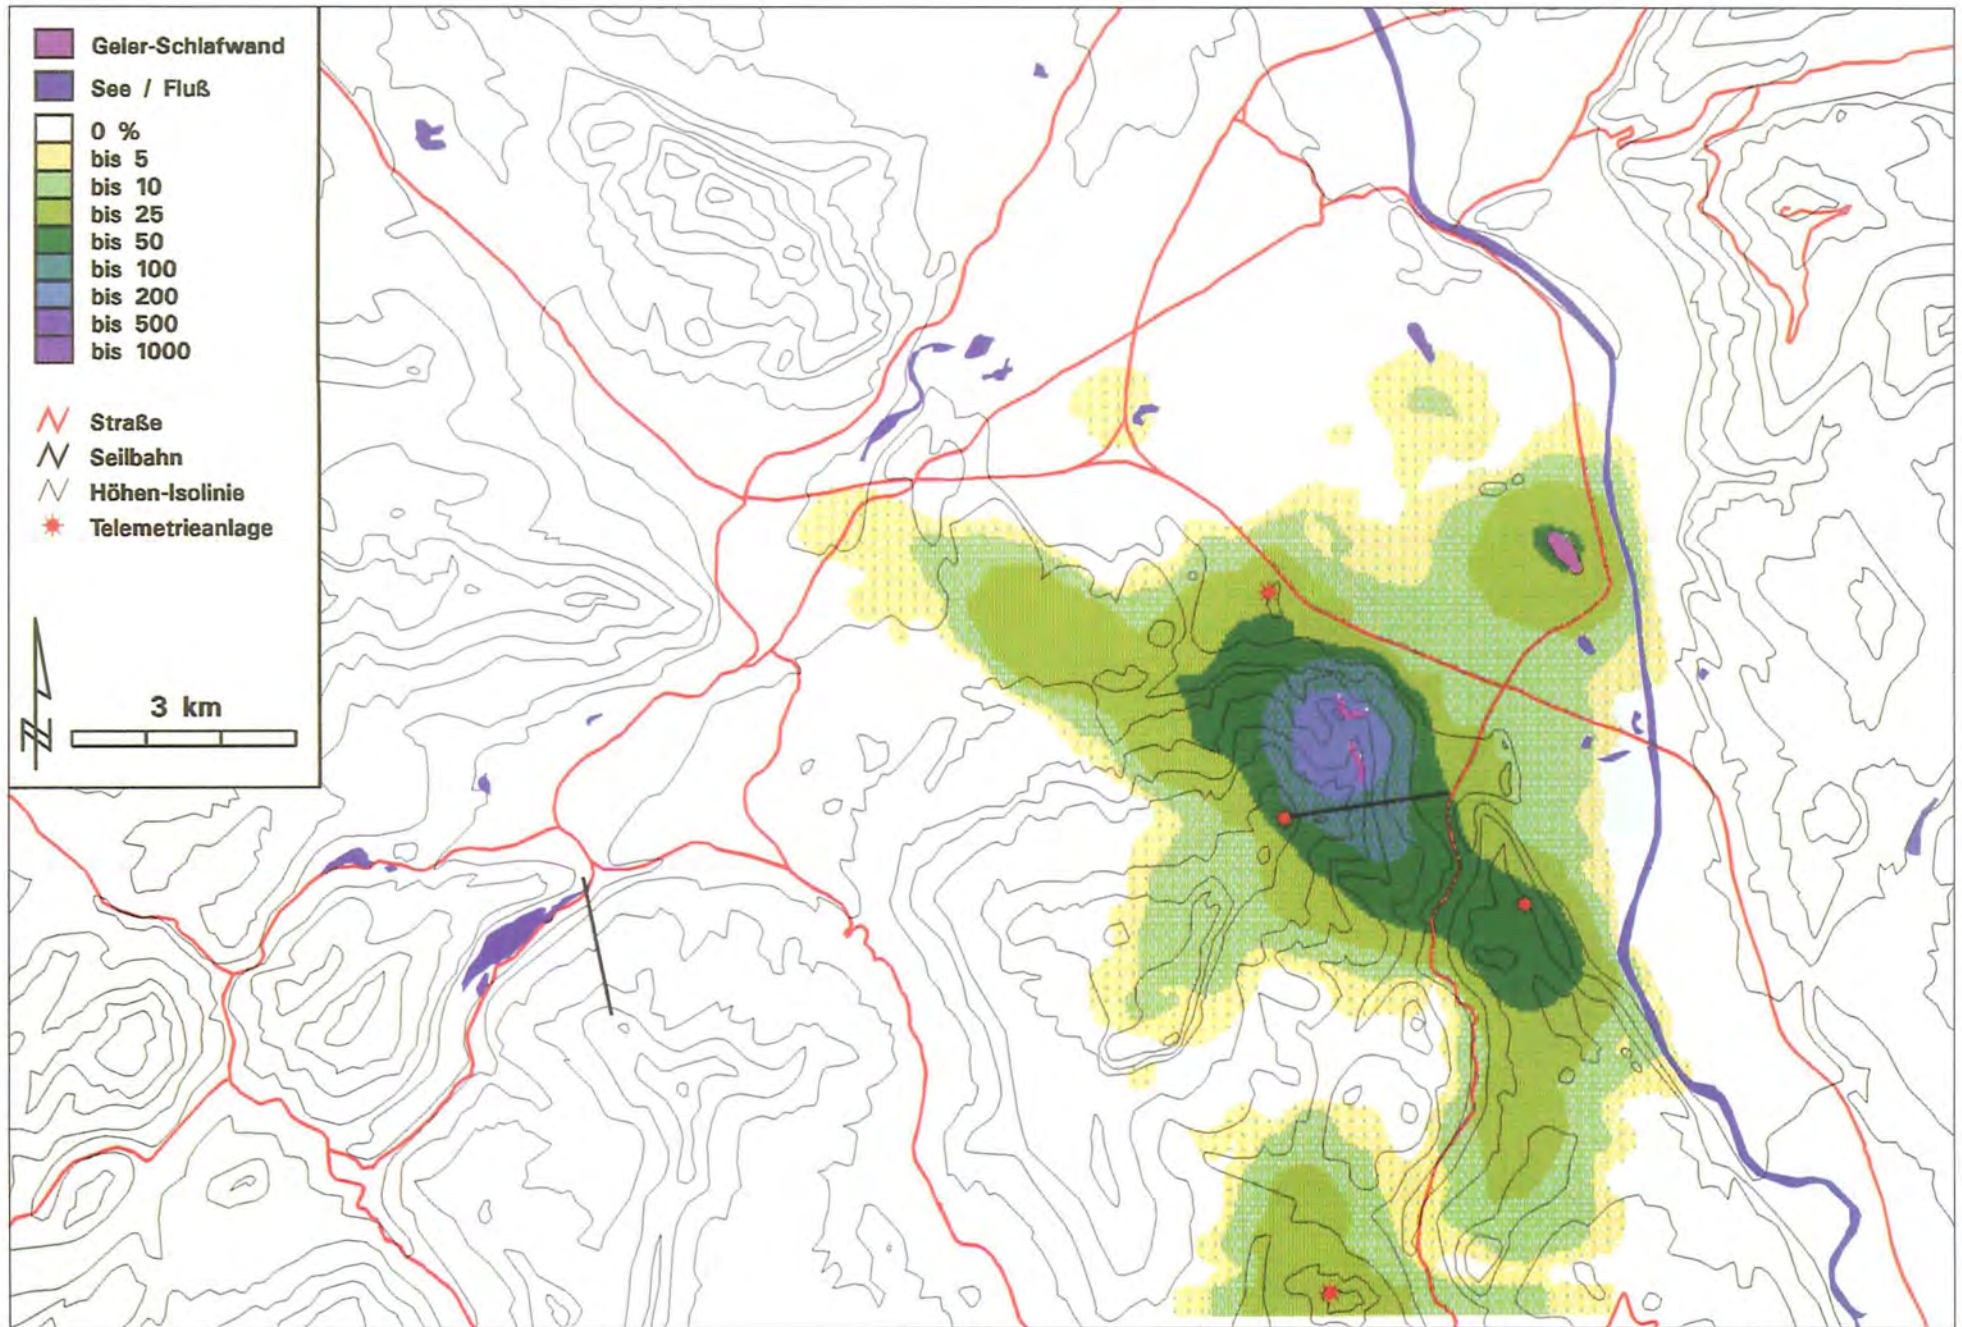 Geier-Schlafwand
See / Fluß
0 %
bis 5
bis 10
bis 25
bis 50
bis 100
bis 200
bis 500
bis 1000
Straße
Seilbahn
Höhen-Isolinie
Telemetrieanlage
3 km